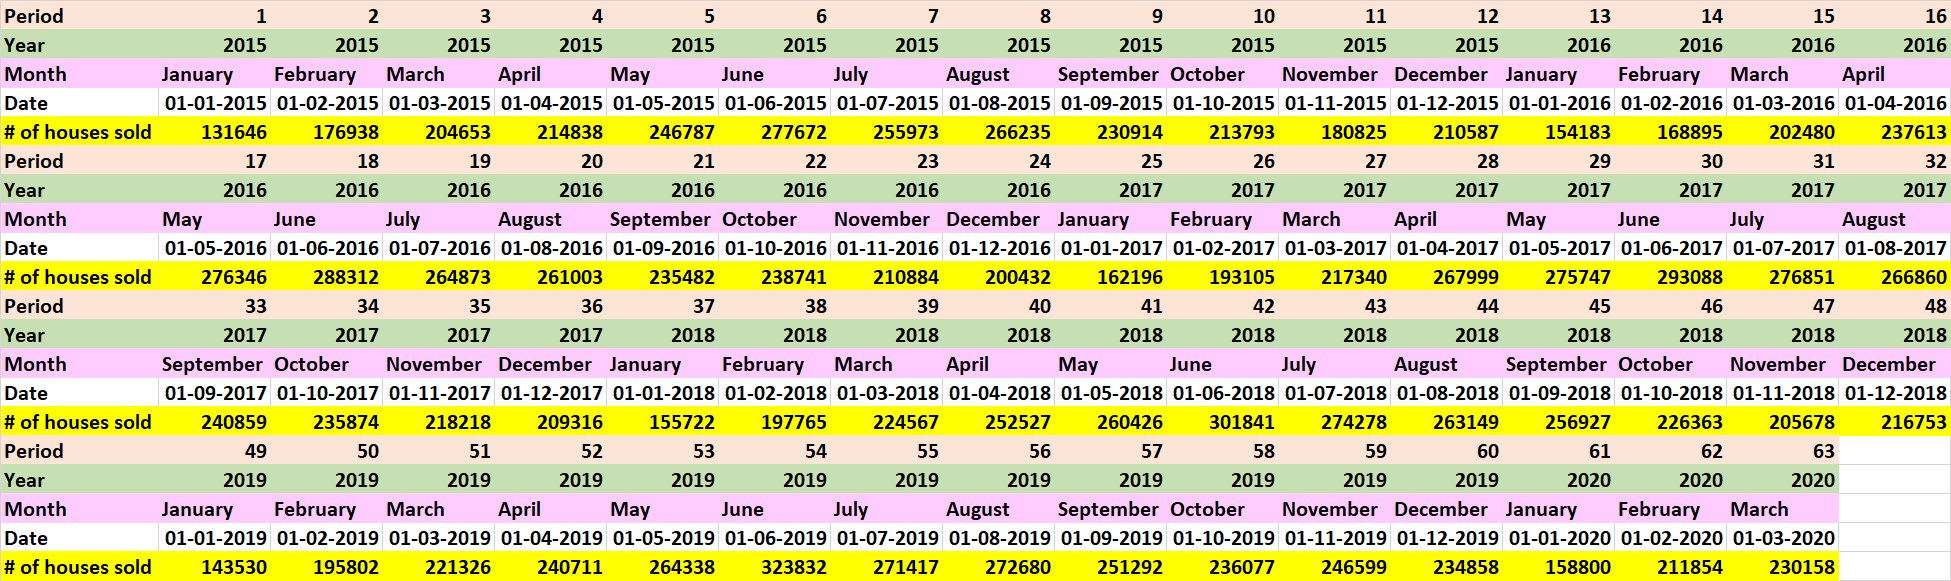 Period 1 2 3 4 5 6 7 8 9 10 11 12 13 14 15 16
Year 2015 2015 2015 2015 2015 2015 2015 2015 2015 2015 2015 2015 2016 2016 2016 2016
Month January February March April May June July August September October November December January February March April
Date 01-01-2015 01-02-2015 01-03-2015 01-04-2015 01-05-2015 01-06-2015 01-07-2015 01-08-2015 01-09-2015 01-10-2015 01-11-2015 01-12-2015 01-01-2016 01-02-2016 01-03-2016 01-04-2016
# of houses sold 131646 176938 204653 214838 246787 277672 255973 266235 230914 213793 180825 210587 154183 168895 202480 237613
Period 17 18 19 20 21 22 23 24 25 26 27 28 29 30 31 32
Year 2016 2016 2016 2016 2016 2016 2016 2016 2017 2017 2017 2017 2017 2017 2017 2017
Month May June July August September October November December January February March April May June July August
Date 01-05-2016 01-06-2016 01-07-2016 01-08-2016 01-09-2016 01-10-2016 01-11-2016 01-12-2016 01-01-2017 01-02-2017 01-03-2017 01-04-2017 01-05-2017 01-06-2017 01-07-2017 01-08-2017
# of houses sold 276346 288312 264873 261003 235482 238741 210884 200432 162196 193105 217340 267999 275747 293088 276851 266860
Period 33 34 35 36 37 38 39 40 41 42 43 44 45 46 47 48
Year 2017 2017 2017 2017 2018 2018 2018 2018 2018 2018 2018 2018 2018 2018 2018 2018
Month September October November December January February March April May June July August September October November December
Date 01-09-2017 01-10-2017 01-11-2017 01-12-2017 01-01-2018 01-02-2018 01-03-2018 01-04-2018 01-05-2018 01-06-2018 01-07-2018 01-08-2018 01-09-2018 01-10-2018 01-11-2018 01-12-2018
# of houses sold 240859 235874 218218 209316 155722 197765 224567 252527 260426 301841 274278 263149 256927 226363 205678 216753
Period 49 50 51 52 53 54 55 56 57 58 59 60 61 62 63
Year 2019 2019 2019 2019 2019 2019 2019 2019 2019 2019 2019 2019 2020 2020 2020
Month January February March April May June July August September October November December January February March
Date 01-01-2019 01-02-2019 01-03-2019 01-04-2019 01-05-2019 01-06-2019 01-07-2019 01-08-2019 01-09-2019 01-10-2019 01-11-2019 01-12-2019 01-01-2020 01-02-2020 01-03-2020
# of houses sold 143530 195802 221326 240711 264338 323832 271417 272680 251292 236077 246599 234858 158800 211854 230158